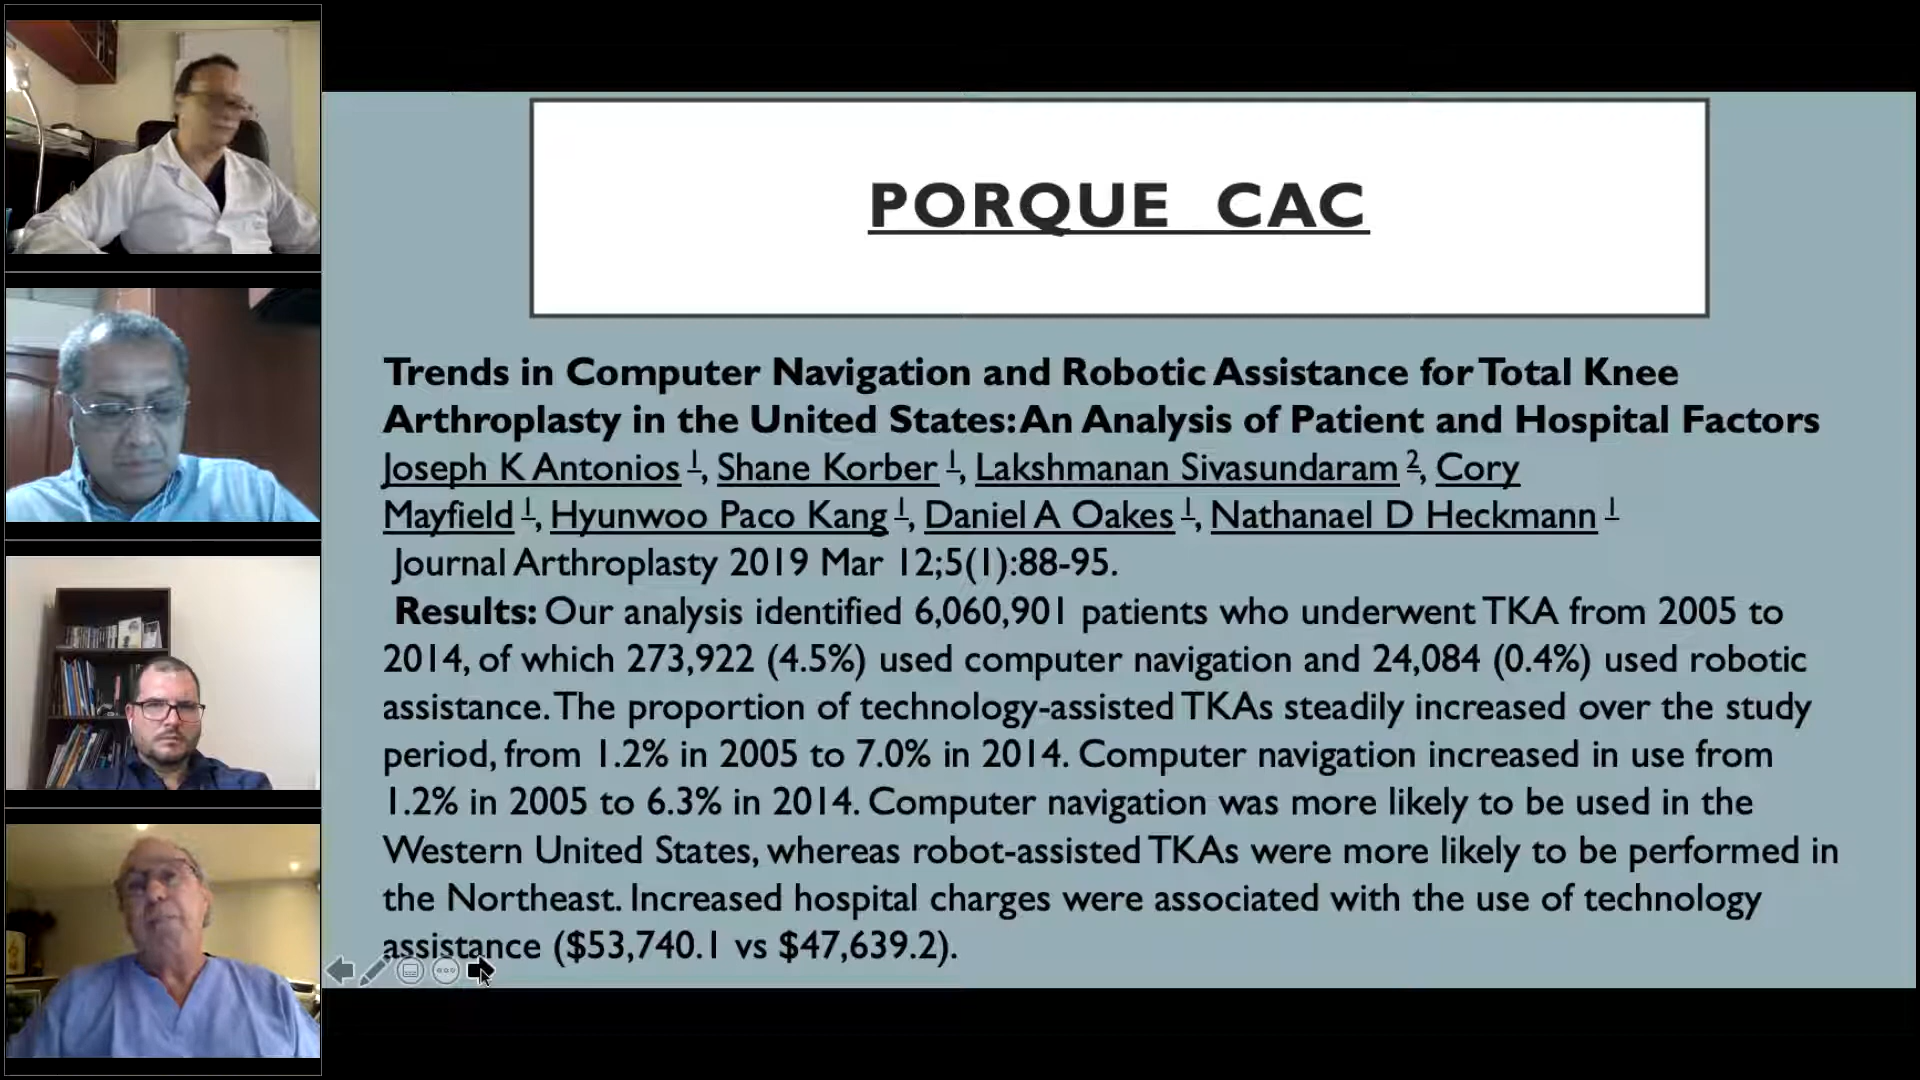 PORQUE CAC
Trends in Computer Navigation and Robotic Assistance for Total Knee
Arthroplasty in the United States: An Analysis of Patient and Hospital Factors
Joseph K Antonios 1, Shane Korber 1, Lakshmanan Sivasundaram 2, Cory
Mayfield 1, Hyunwoo Paco Kang 1, Daniel A Oakes 1, Nathanael D Heckmann 1
Journal Arthroplasty 2019 Mar 12;5(1):88-95.
Results: Our analysis identified 6,060,901 patients who underwent TKA from 2005 to
2014, of which 273,922 (4.5%) used computer navigation and 24,084 (0.4%) used robotic
assistance. The proportion of technology-assisted TKAs steadily increased over the study
period, from 1.2% in 2005 to 7.0% in 2014. Computer navigation increased in use from
1.2% in 2005 to 6.3% in 2014. Computer navigation was more likely to be used in the
Western United States, whereas robot-assisted TKAs were more likely to be performed in
the Northeast. Increased hospital charges were associated with the use of technology
assistance ($53,740.1 vs $47,639.2).